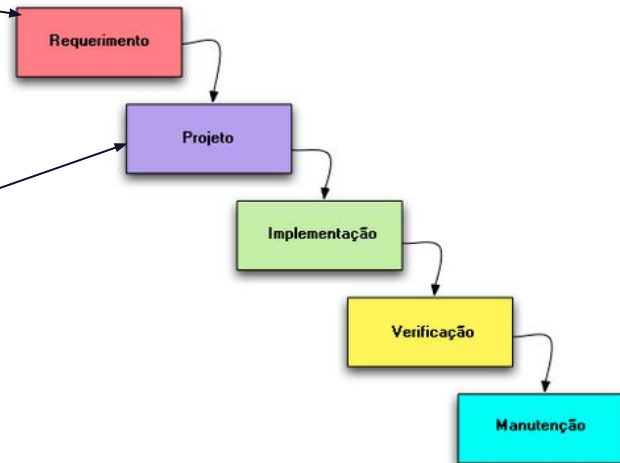 Requerimento
Projeto
Implementação
Verificação
Manutenção